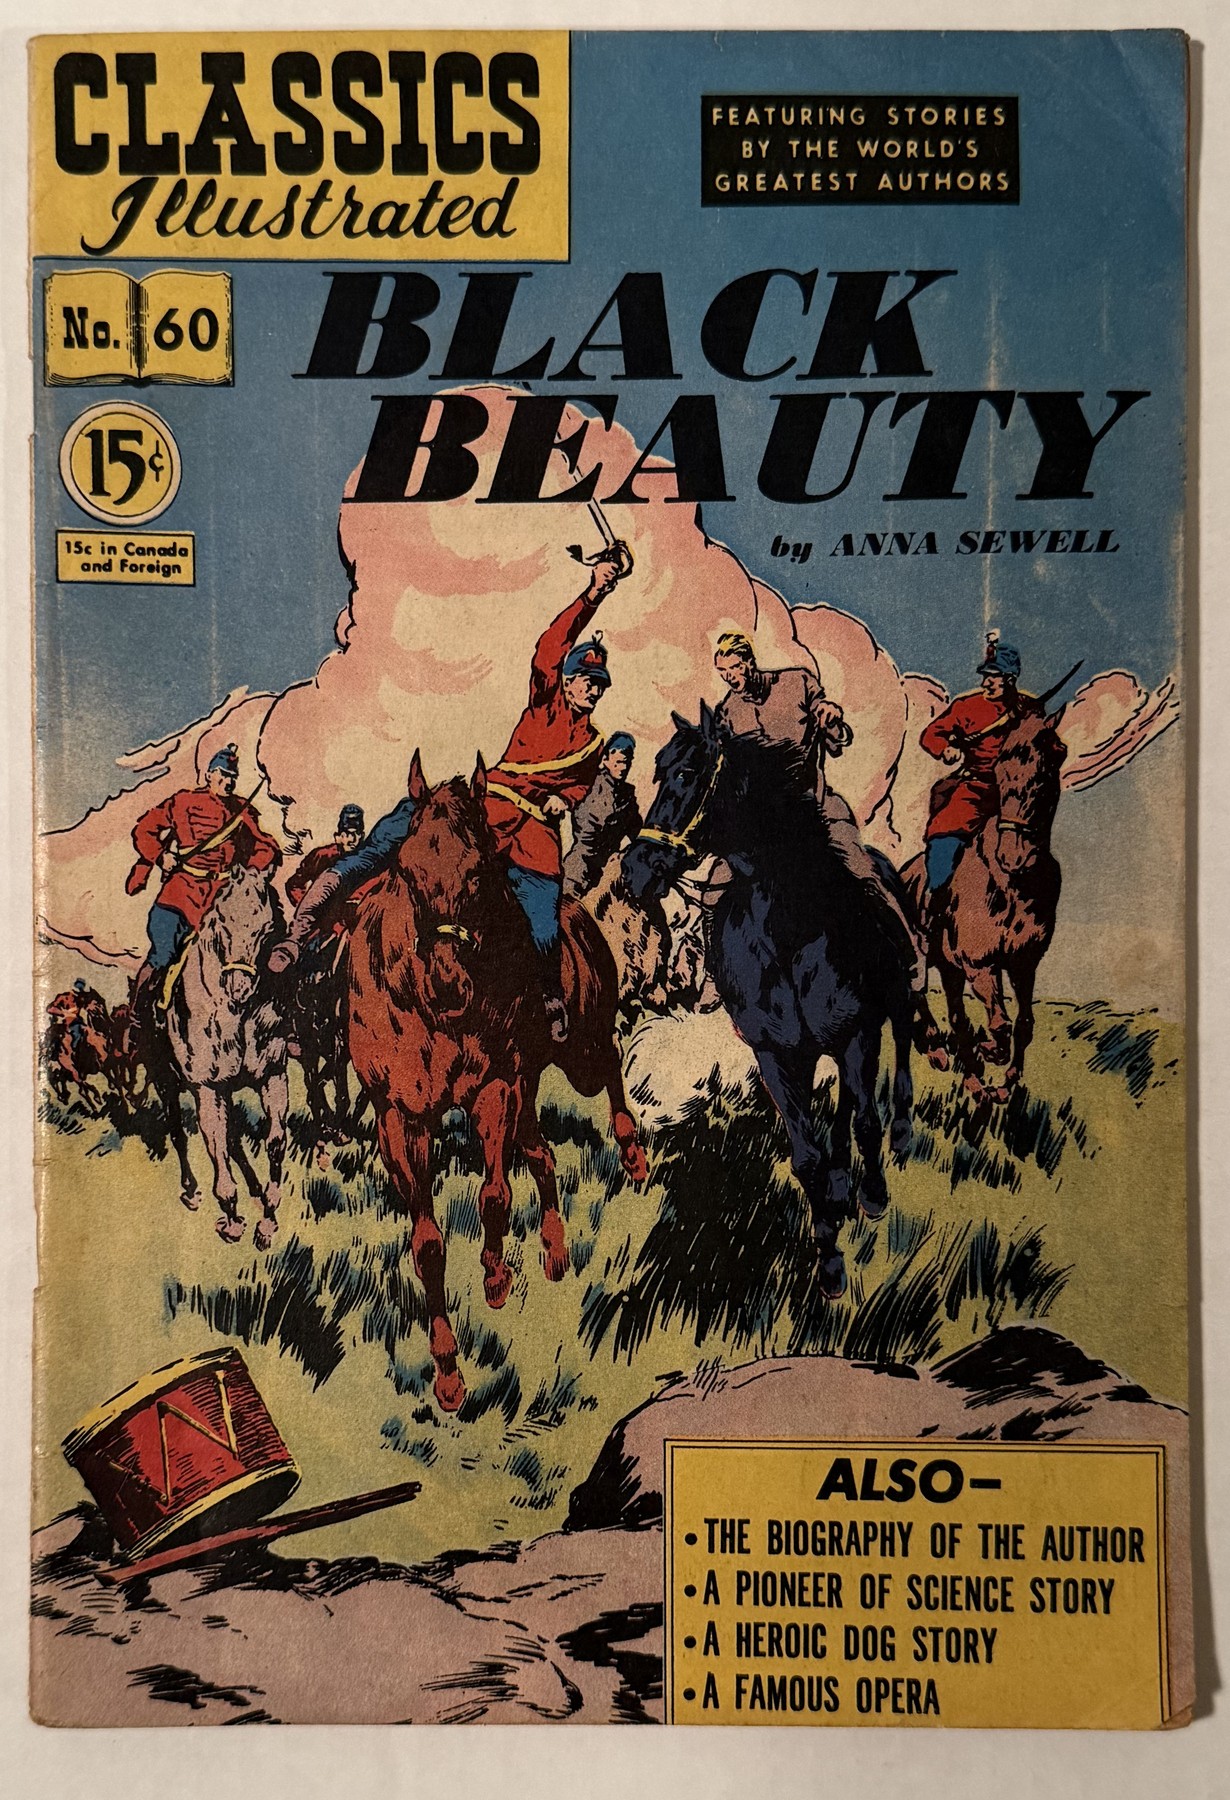 CLASSICS
Illustrated
FEATURING STORIES
BY THE WORLD'S
GREATEST AUTHORS
No. 60
BLACK
BEAUTY
15¢
by ANNA SEWELL
15c in Canada
and Foreign
N
ALSO—
• THE BIOGRAPHY OF THE AUTHOR
• A PIONEER OF SCIENCE STORY
• A HEROIC DOG STORY
• A FAMOUS OPERA